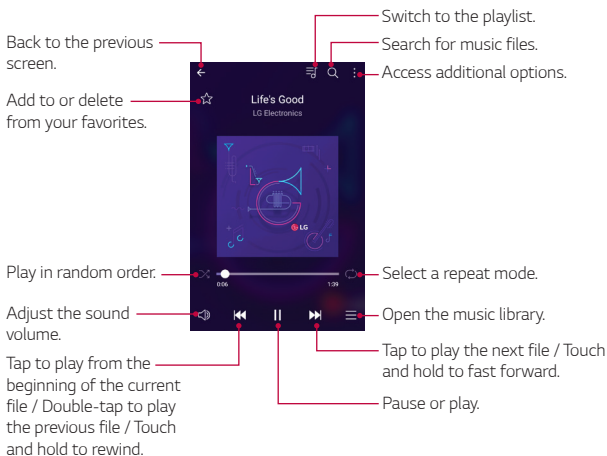 Switch to the playlist.
Back to the previous
screen.
Search for music files.
Access additional options.
Add to or delete
from your favorites.
Life's Good
LG Electronics
LG
Play in random order.
Select a repeat mode.
0:06
1:39
Adjust the sound
volume.
Open the music library.
Tap to play from the
beginning of the current
file / Double-tap to play
the previous file / Touch
and hold to rewind.
Tap to play the next file / Touch
and hold to fast forward.
Pause or play.